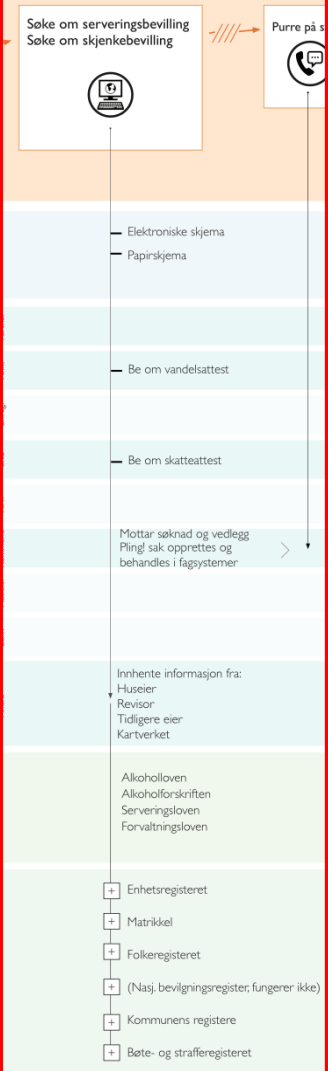 Søke om serveringsbevilling
Søke om skjenkebevilling
Purre på s
Elektroniske skjema
Papirskjema
Be om vandelsattest
Be om skatteattest
Mottar søknad og vedlegg
Pling! sak opprettes og
behandles i fagsystemer
Innhente informasjon fra:
Huseier
Revisor
Tidligere eier
Kartverket
Alkoholloven
Alkoholforskriften
Serveringsloven
Forvaltningsloven
Enhetsregisteret
Matrikkel
Folkeregisteret
(Nasj. bevilgningsregister, fungerer ikke)
Kommunens registere
Bøte- og strafferegisteret